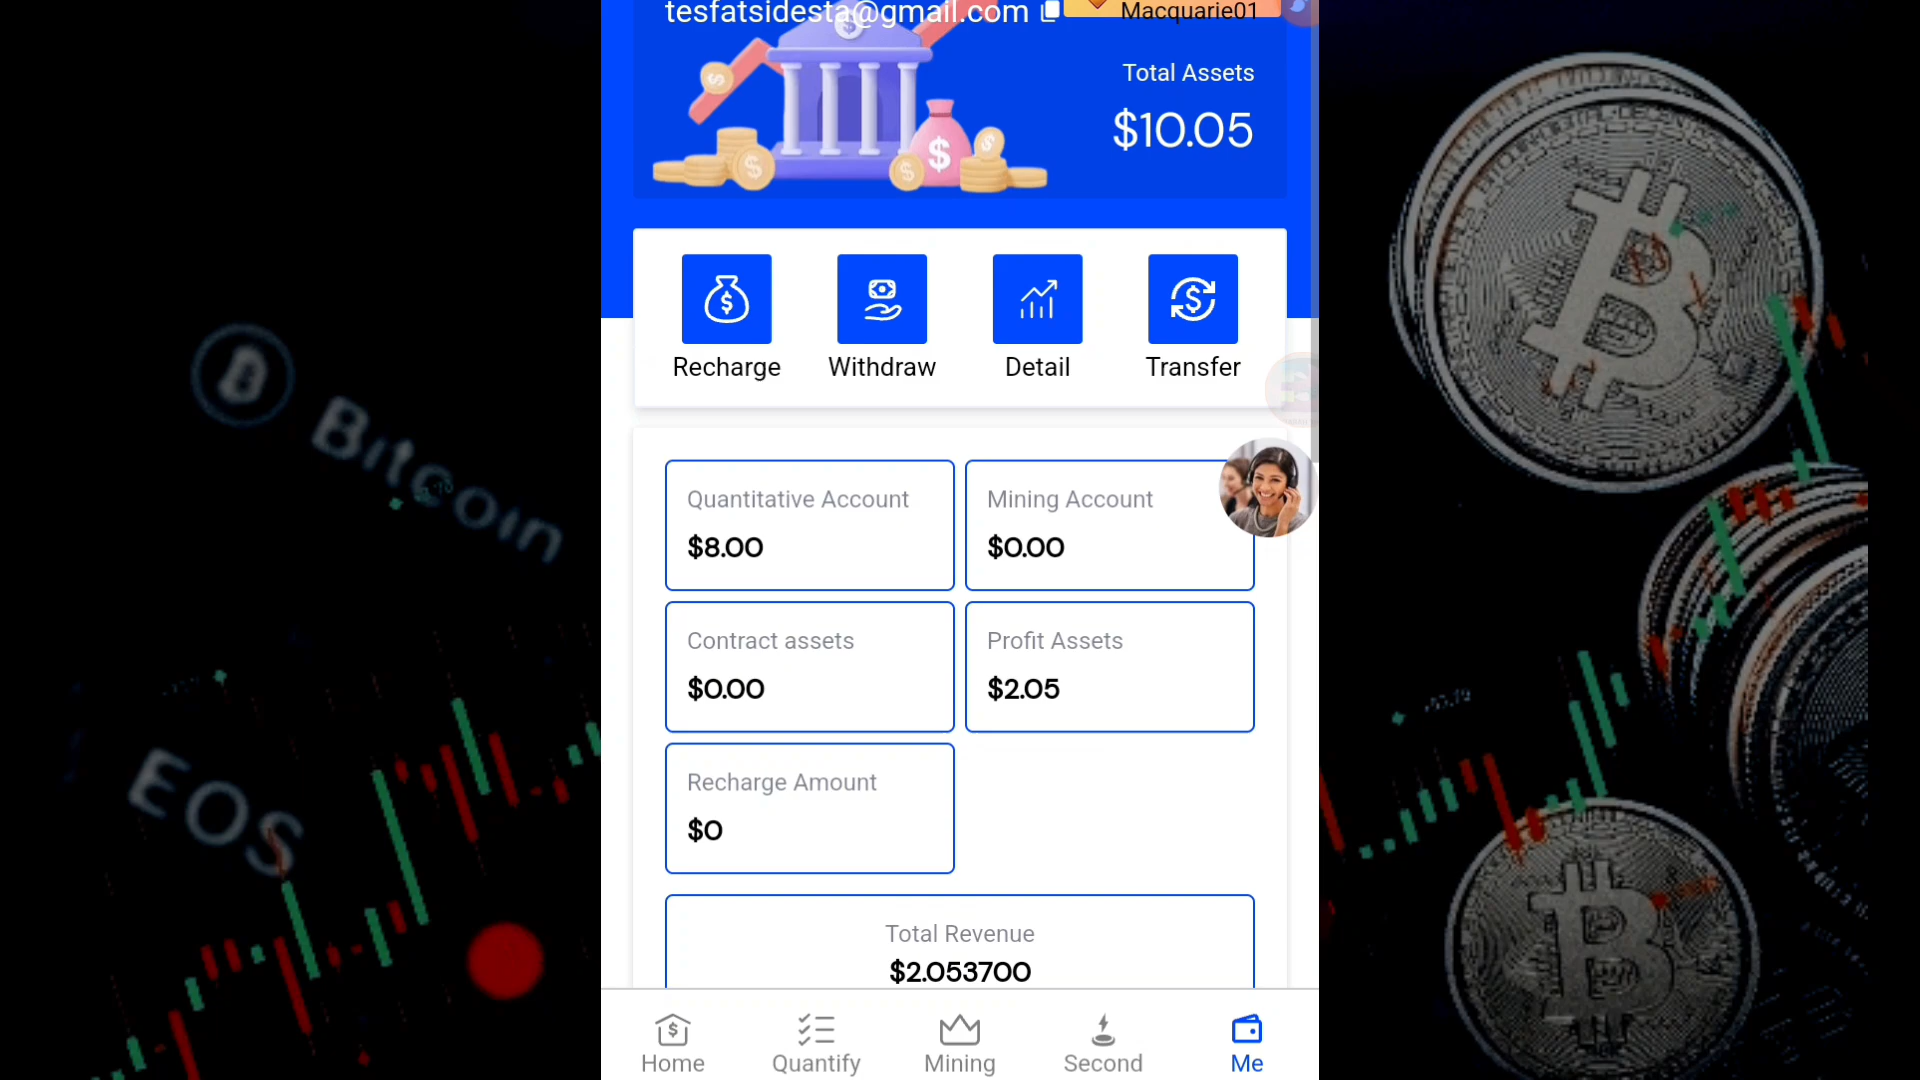 tesfatsidesta@gmail.com
Macquarie01
Total Assets
$10.05
Recharge
Withdraw
Detail
Transfer
Quantitative Account
$8.00
Mining Account
$0.00
Contract assets
$0.00
Profit Assets
$2.05
Recharge Amount
$0
Total Revenue
$2.053700
Home
Quantify
Mining
Second
Me
Bitcoin
EOS